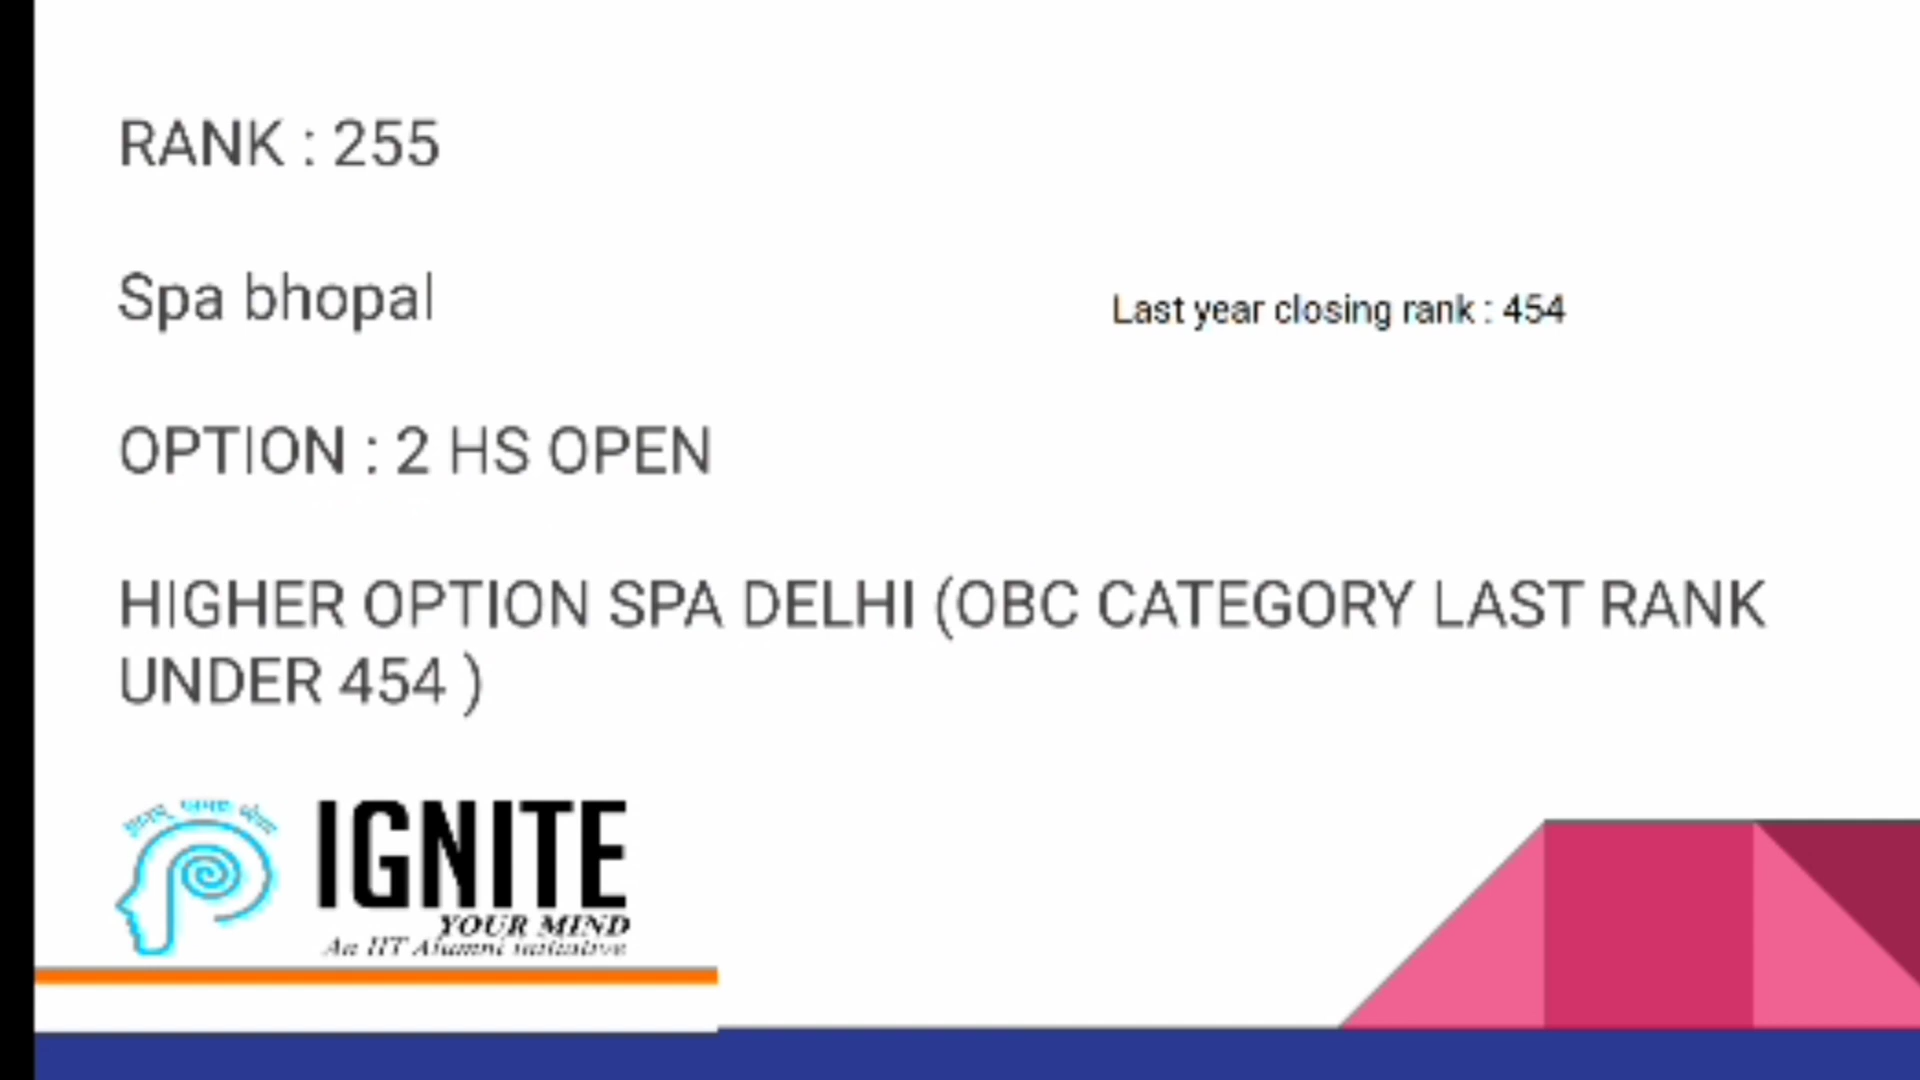 RANK : 255
Spa bhopal
Last year closing rank : 454
OPTION : 2 HS OPEN
HIGHER OPTION SPA DELHI (OBC CATEGORY LAST RANK
UNDER 454 )
IGNITE
YOUR MIND
An IIT Alumni initiative